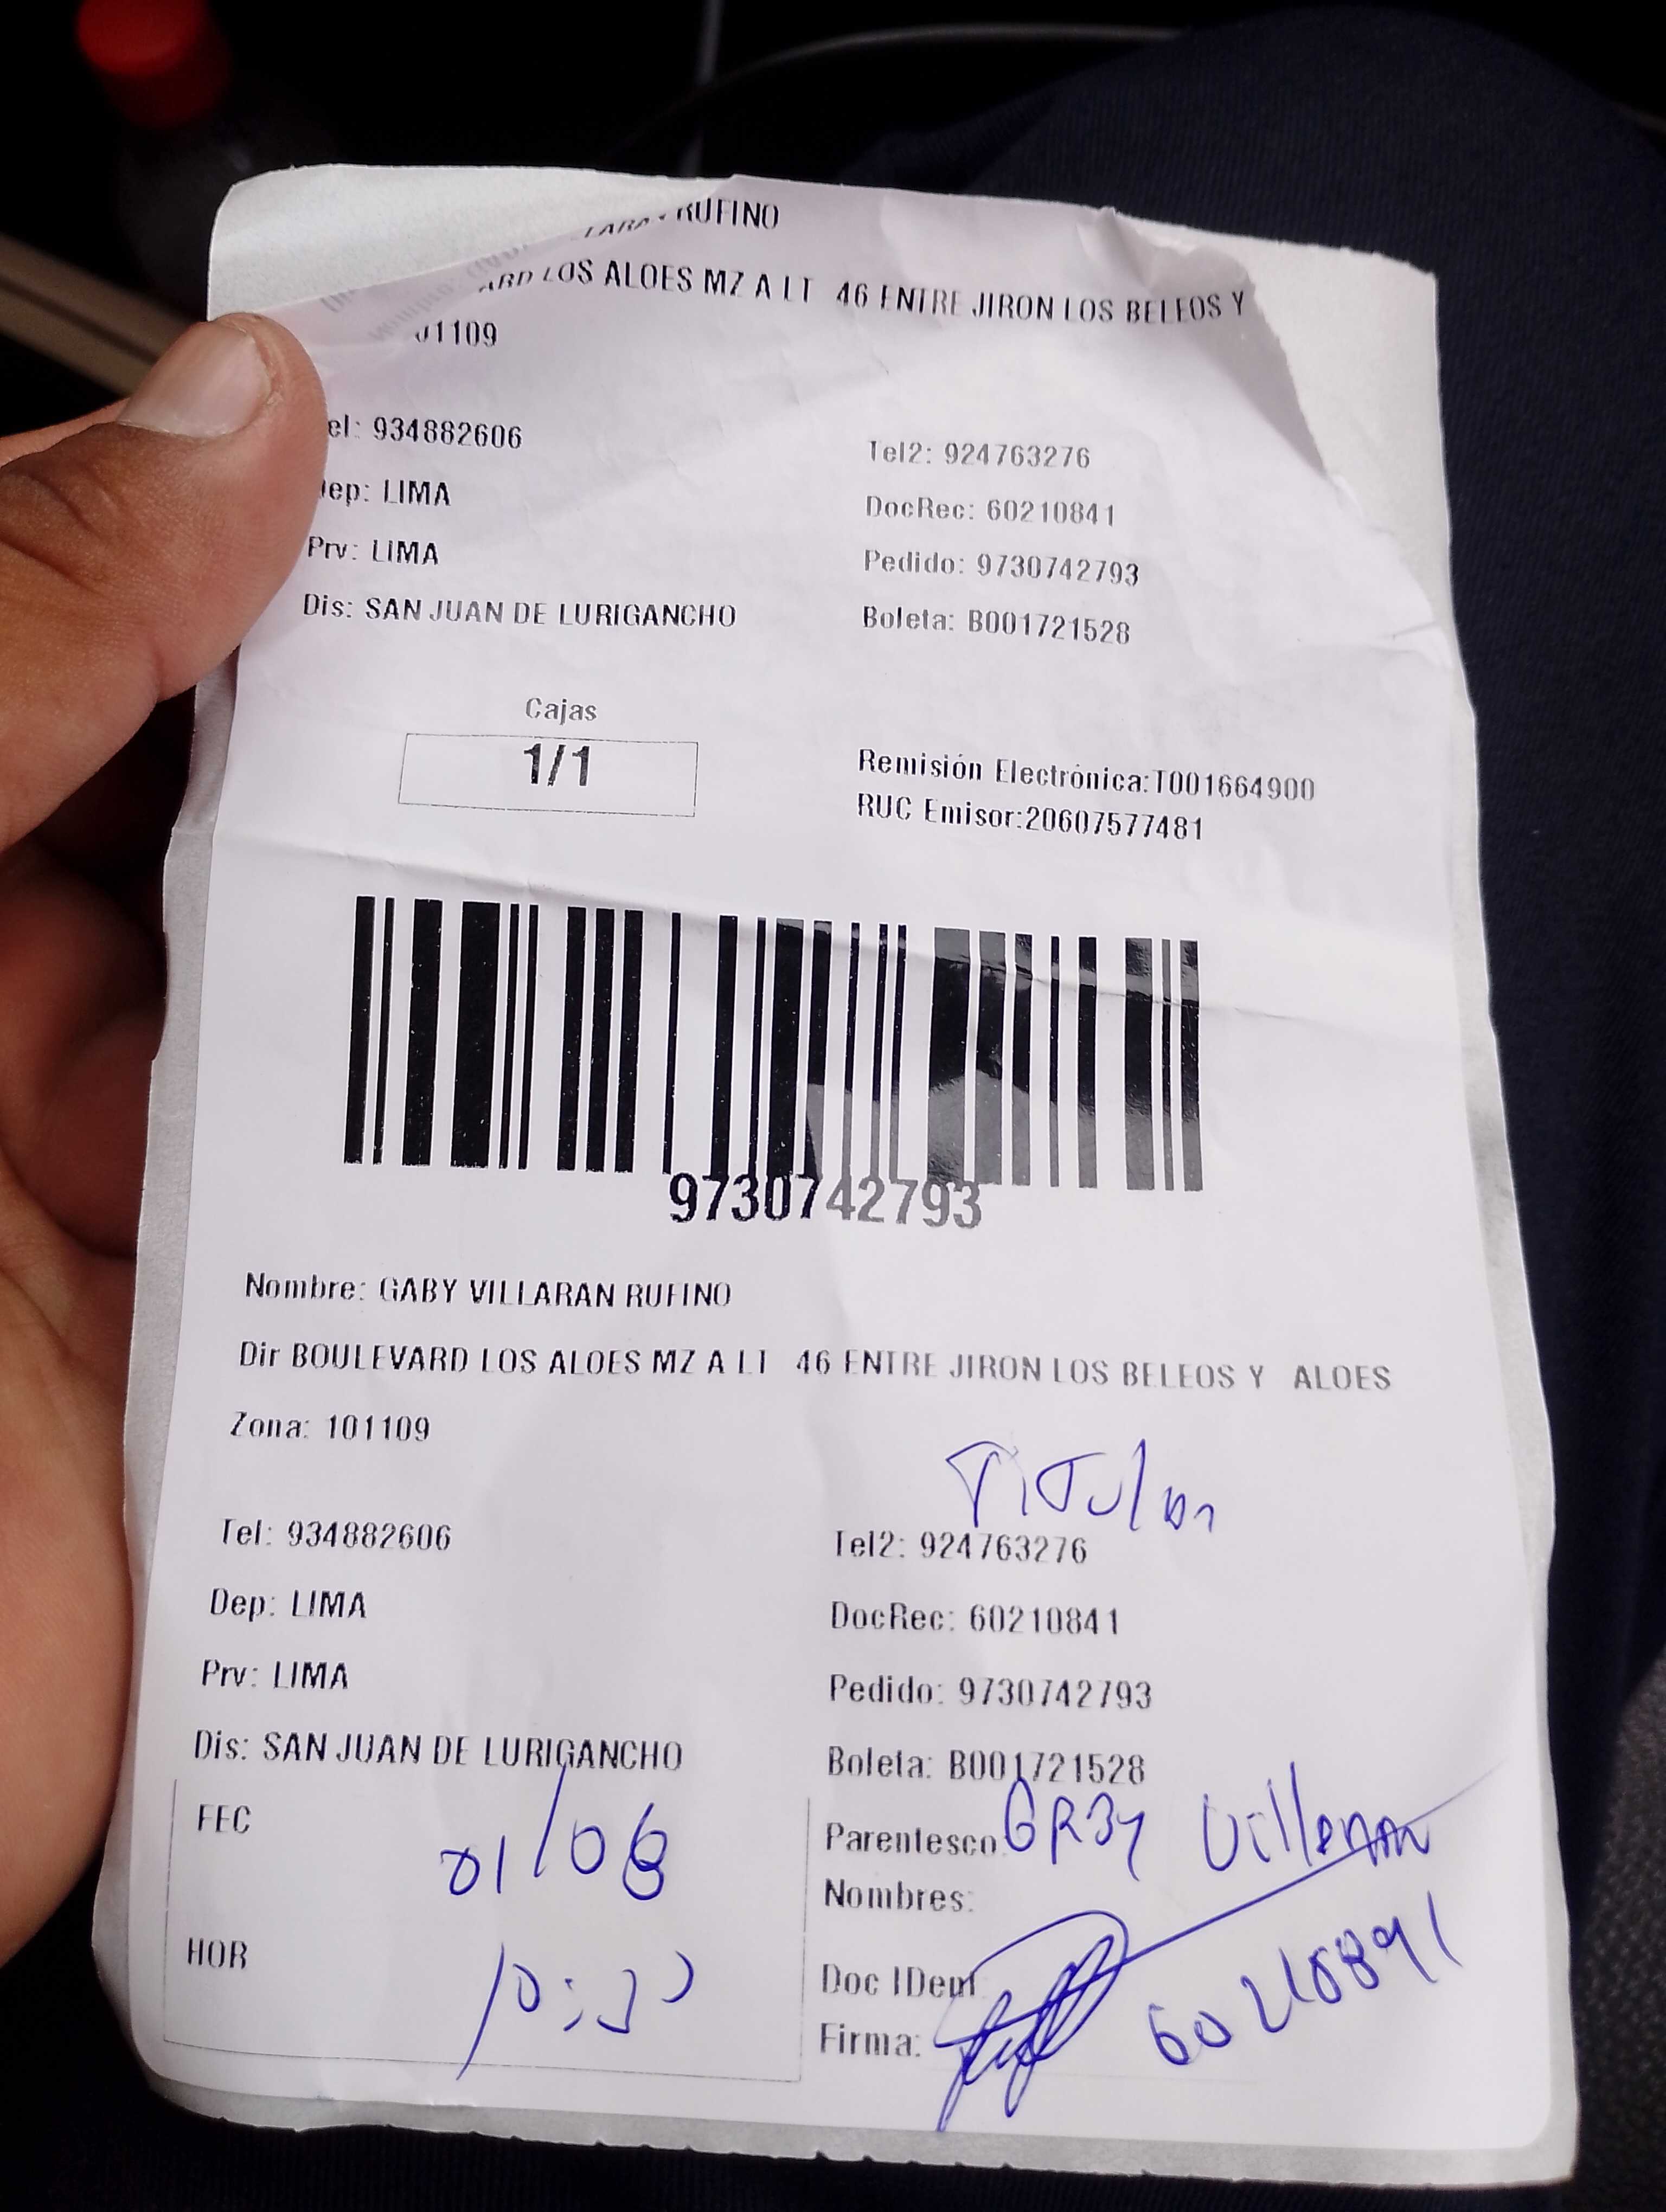 RUFINO
ARD LOS ALOES MZ A LT 46 ENTRE JIRON LOS BELEOS Y
01109
el: 934882606
Tel2: 924763276
Dep: LIMA
DocRec: 60210841
Prv: LIMA
Pedido: 9730742793
Dis: SAN JUAN DE LURIGANCHO
Boleta: B001721528
Cajas
1/1
Remisión Electrónica:T001664900
RUC Emisor:20607577481
9730742793
Nombre: GABY VILLARAN RUFINO
Dir BOULEVARD LOS ALOES MZ A LT 46 ENTRE JIRON LOS BELEOS Y ALOES
Zona: 101109
TiTular
Tel: 934882606
Tel2: 924763276
Dep: LIMA
DocRec: 60210841
Prv: LIMA
Pedido: 9730742793
Dis: SAN JUAN DE LURIGANCHO
Boleta: B001721528
FEC 01/08
Parentesco: GABy Villaran
Nombres:
HOR
Doc IDent
60210841
Firma: